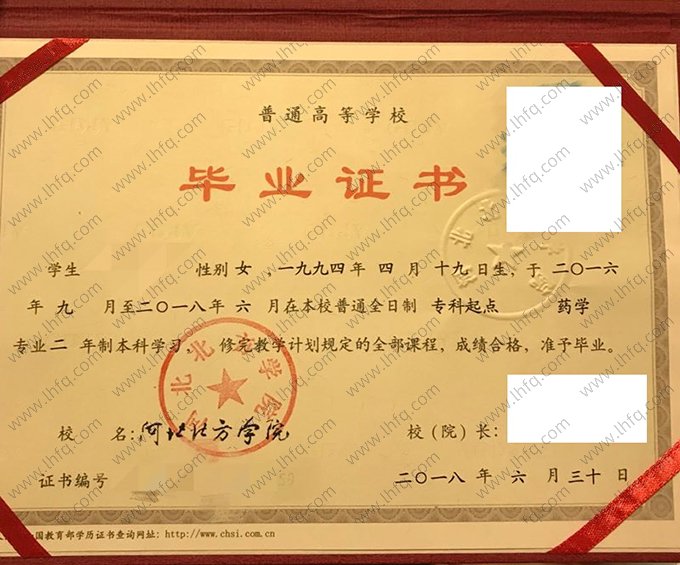 普通高等学校
毕业证书
学生 性别 女 ，一九九四年 四 月 十九日生，于 二〇一六
年 九 月至二〇一八年 六 月在本校普通全日制 专科起点 药学
专业二 年制本科学习， 修完教学计划规定的全部课程，成绩合格，准予毕业。
校 名：河北北方学院
校（院）长：
证书编号
二〇一八 年 六 月 三十 日
国教育部学历证书查询网址：http://www.chsi.com.cn
www.lhfq.com